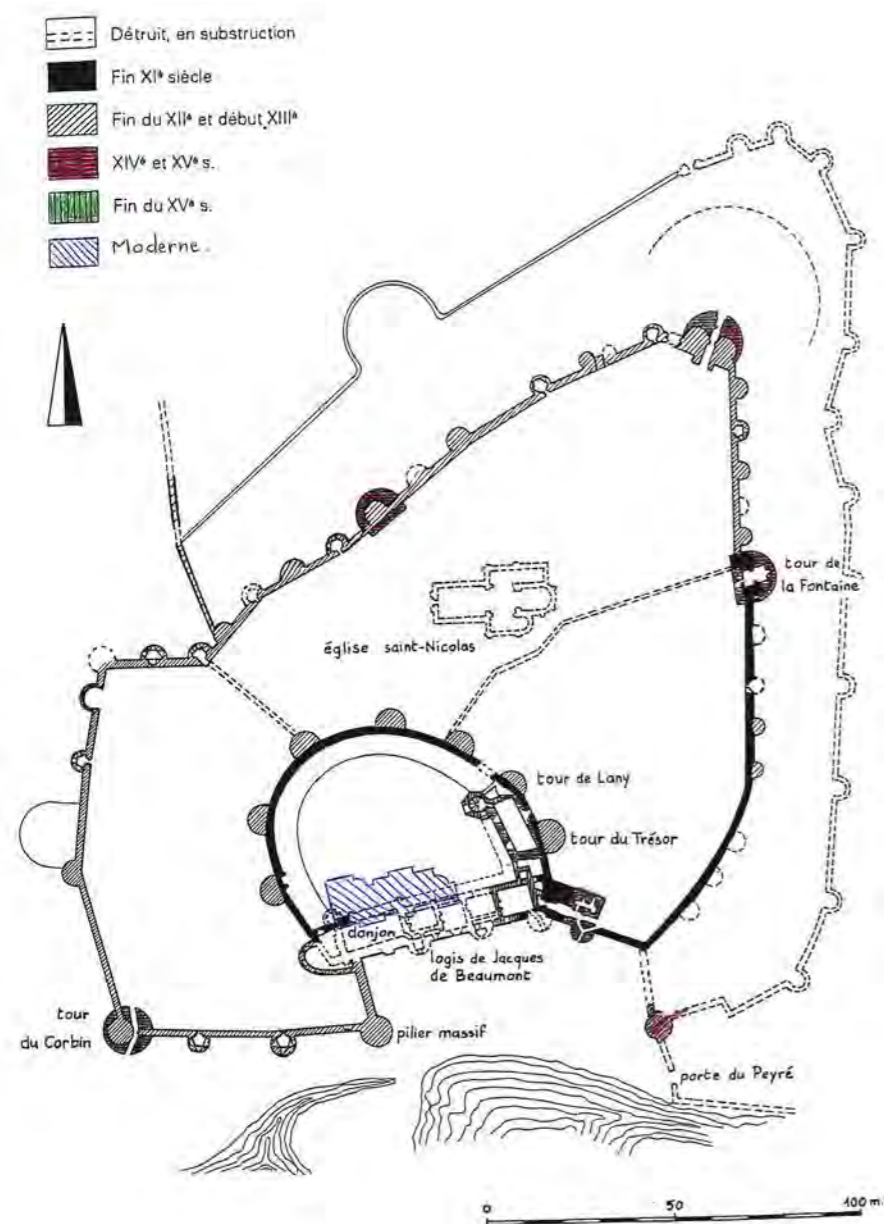 Détruit, en substruction
Fin XIᵉ siècle
Fin du XIIᵉ et début XIIIᵉ
XIVᵉ et XVᵉ s.
Fin du XVᵉ s.
Moderne.
tour de
la Fontaine
église saint-Nicolas
tour de Lany
tour du Trésor
donjon
logis de Jacques
de Beaumont
tour
du Corbin
pilier massif
porte du Peyré
0 50 100 m.